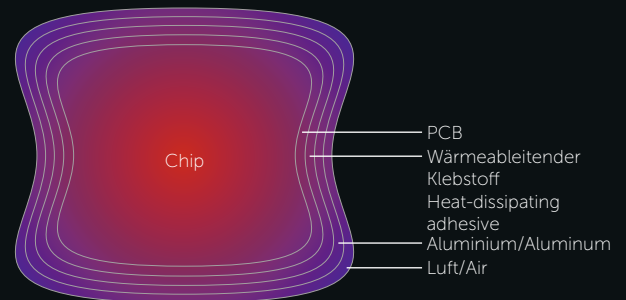 Chip
PCB
Wärmeableitender
Klebstoff
Heat-dissipating
adhesive
Aluminium/Aluminum
Luft/Air